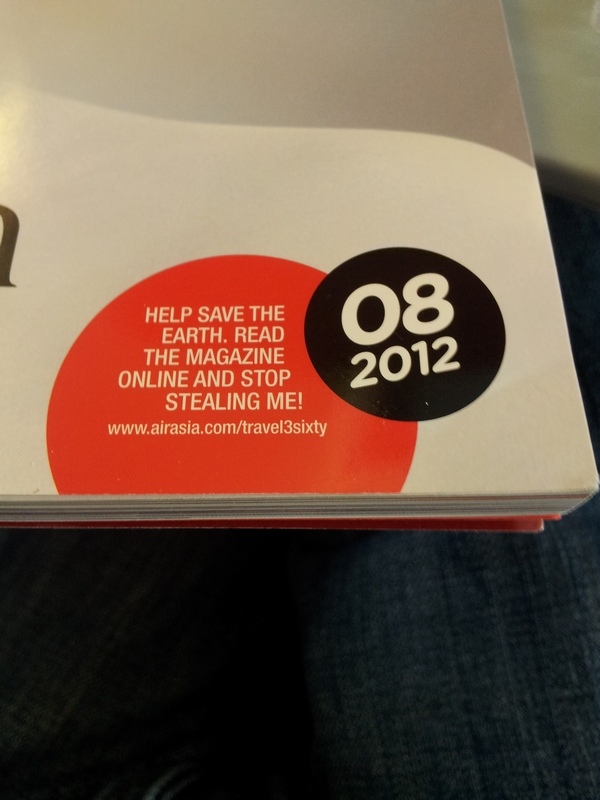 HELP SAVE THE
EARTH. READ
THE MAGAZINE
ONLINE AND STOP
STEALING ME!
www.airasia.com/travel3sixty
08
2012